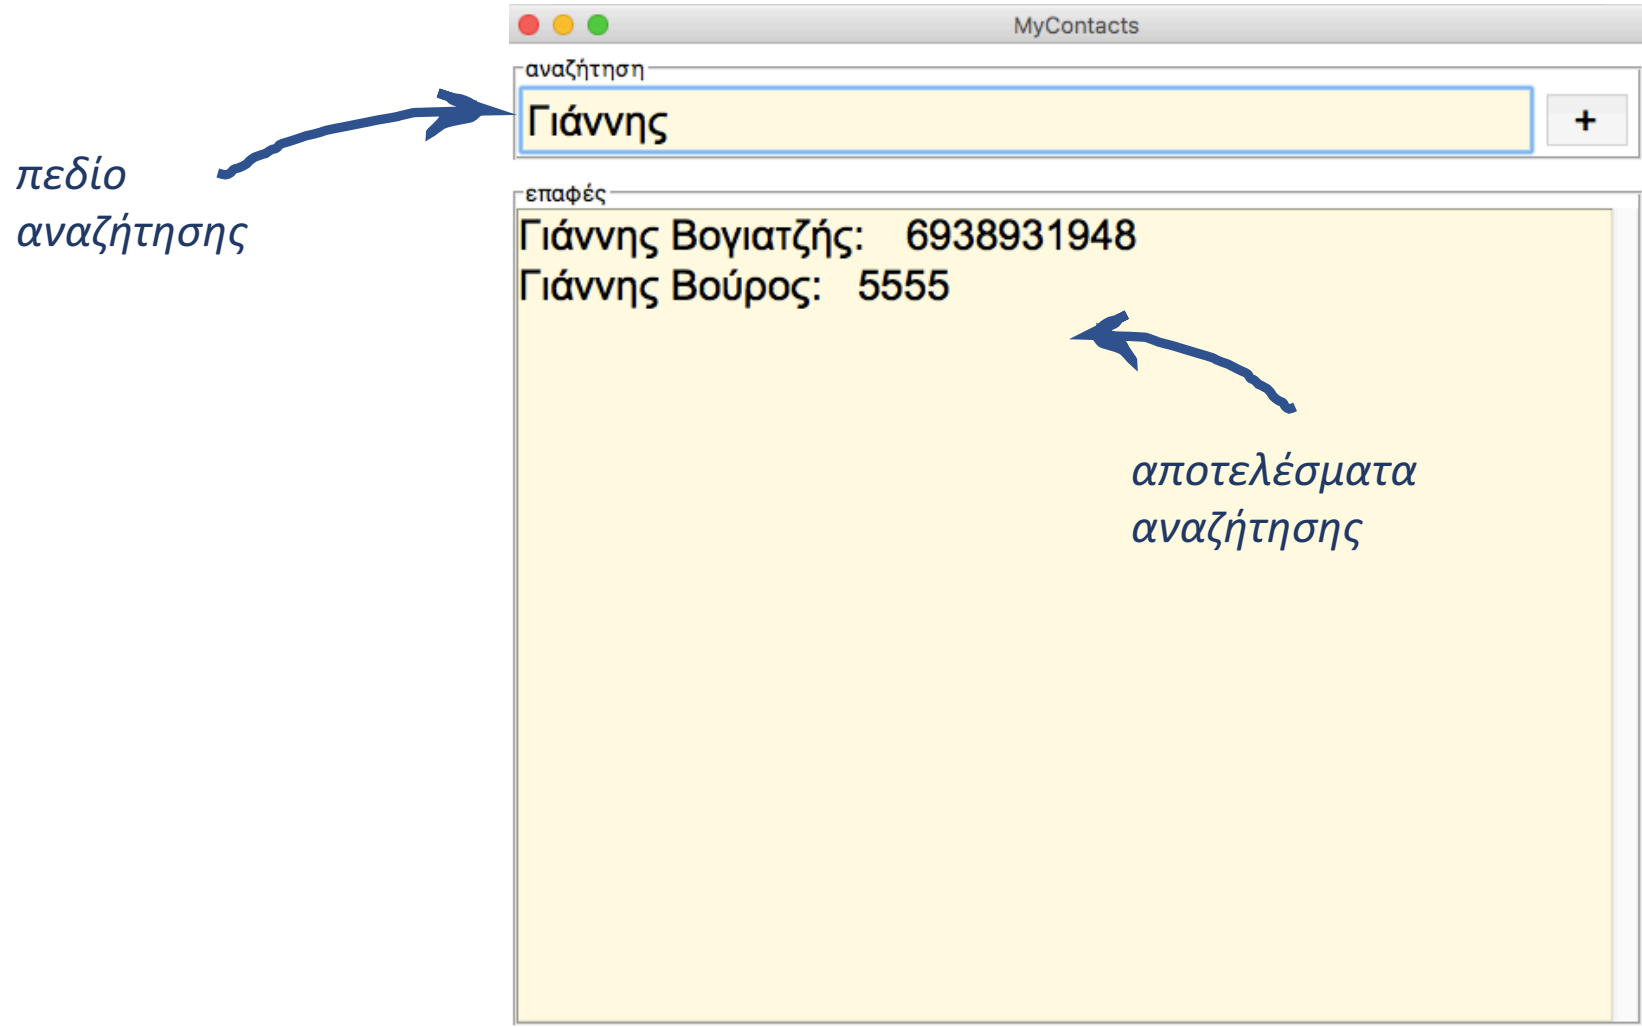 MyContacts
αναζήτηση
Γιάννης
+
πεδίο
αναζήτησης
επαφές
Γιάννης Βογιατζής: 6938931948
Γιάννης Βούρος: 5555
αποτελέσματα
αναζήτησης